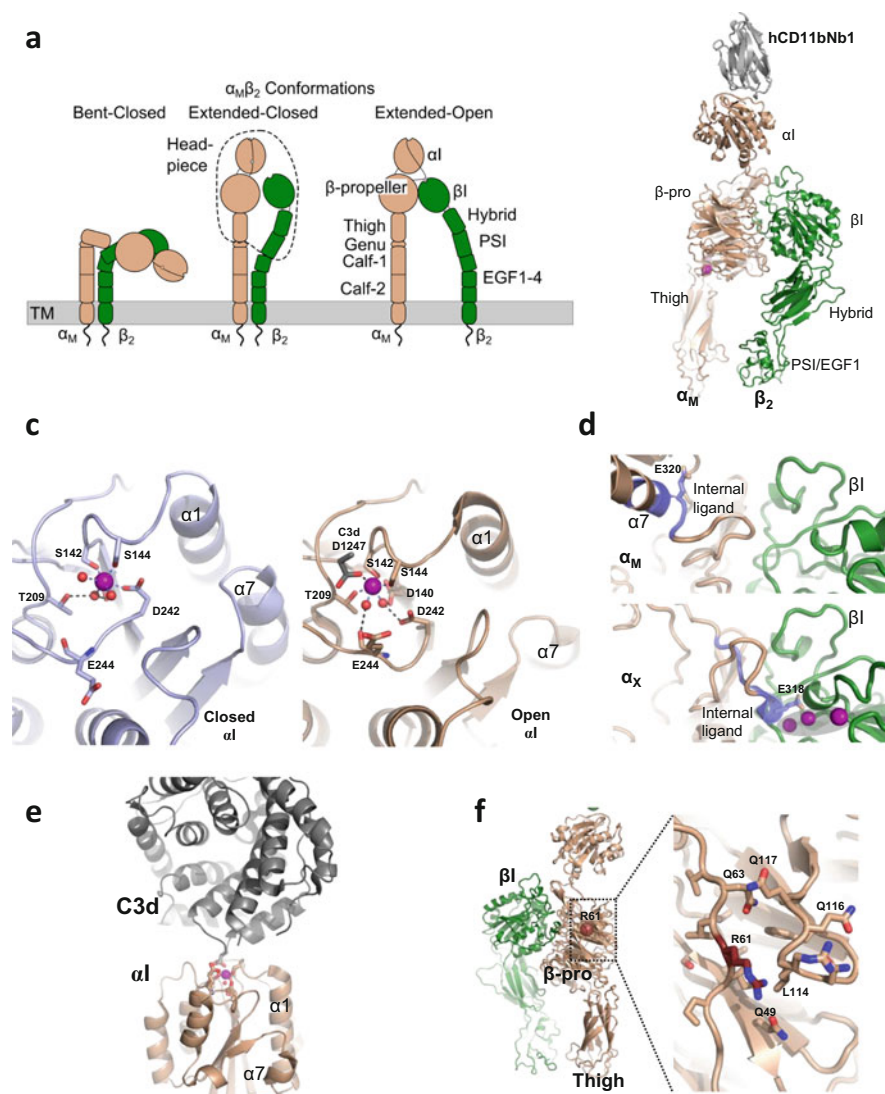 a
αMβ2 Conformations
Bent-Closed
Extended-Closed
Extended-Open
Head-
piece
αI
β-propeller
βI
Hybrid
Thigh
PSI
Genu
Calf-1
EGF1-4
Calf-2
TM
αM
β2
αM
β2
αM
β2
hCD11bNb1
αI
β-pro
βI
Thigh
Hybrid
PSI/EGF1
αM
β2
c
α1
S142
S144
α7
T209
D242
E244
Closed
αI
α1
C3d
D1247
S142
S144
T209
D140
D242
α7
E244
Open
αI
d
E320
Internal
ligand
βI
α7
αM
βI
αX
E318
Internal
ligand
e
C3d
αI
α1
α7
f
βI
R61
β-pro
Thigh
Q117
Q63
Q116
R61
L114
Q49